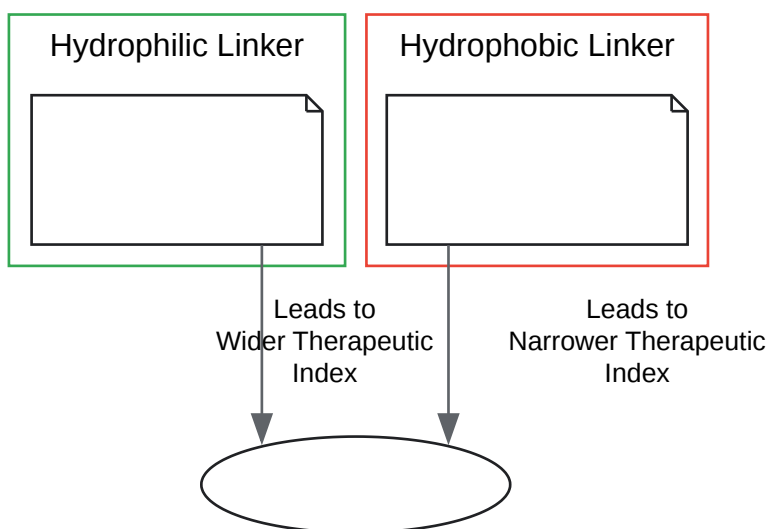 Hydrophilic Linker
Hydrophobic Linker
Leads to
Wider Therapeutic
Index
Leads to
Narrower Therapeutic
Index